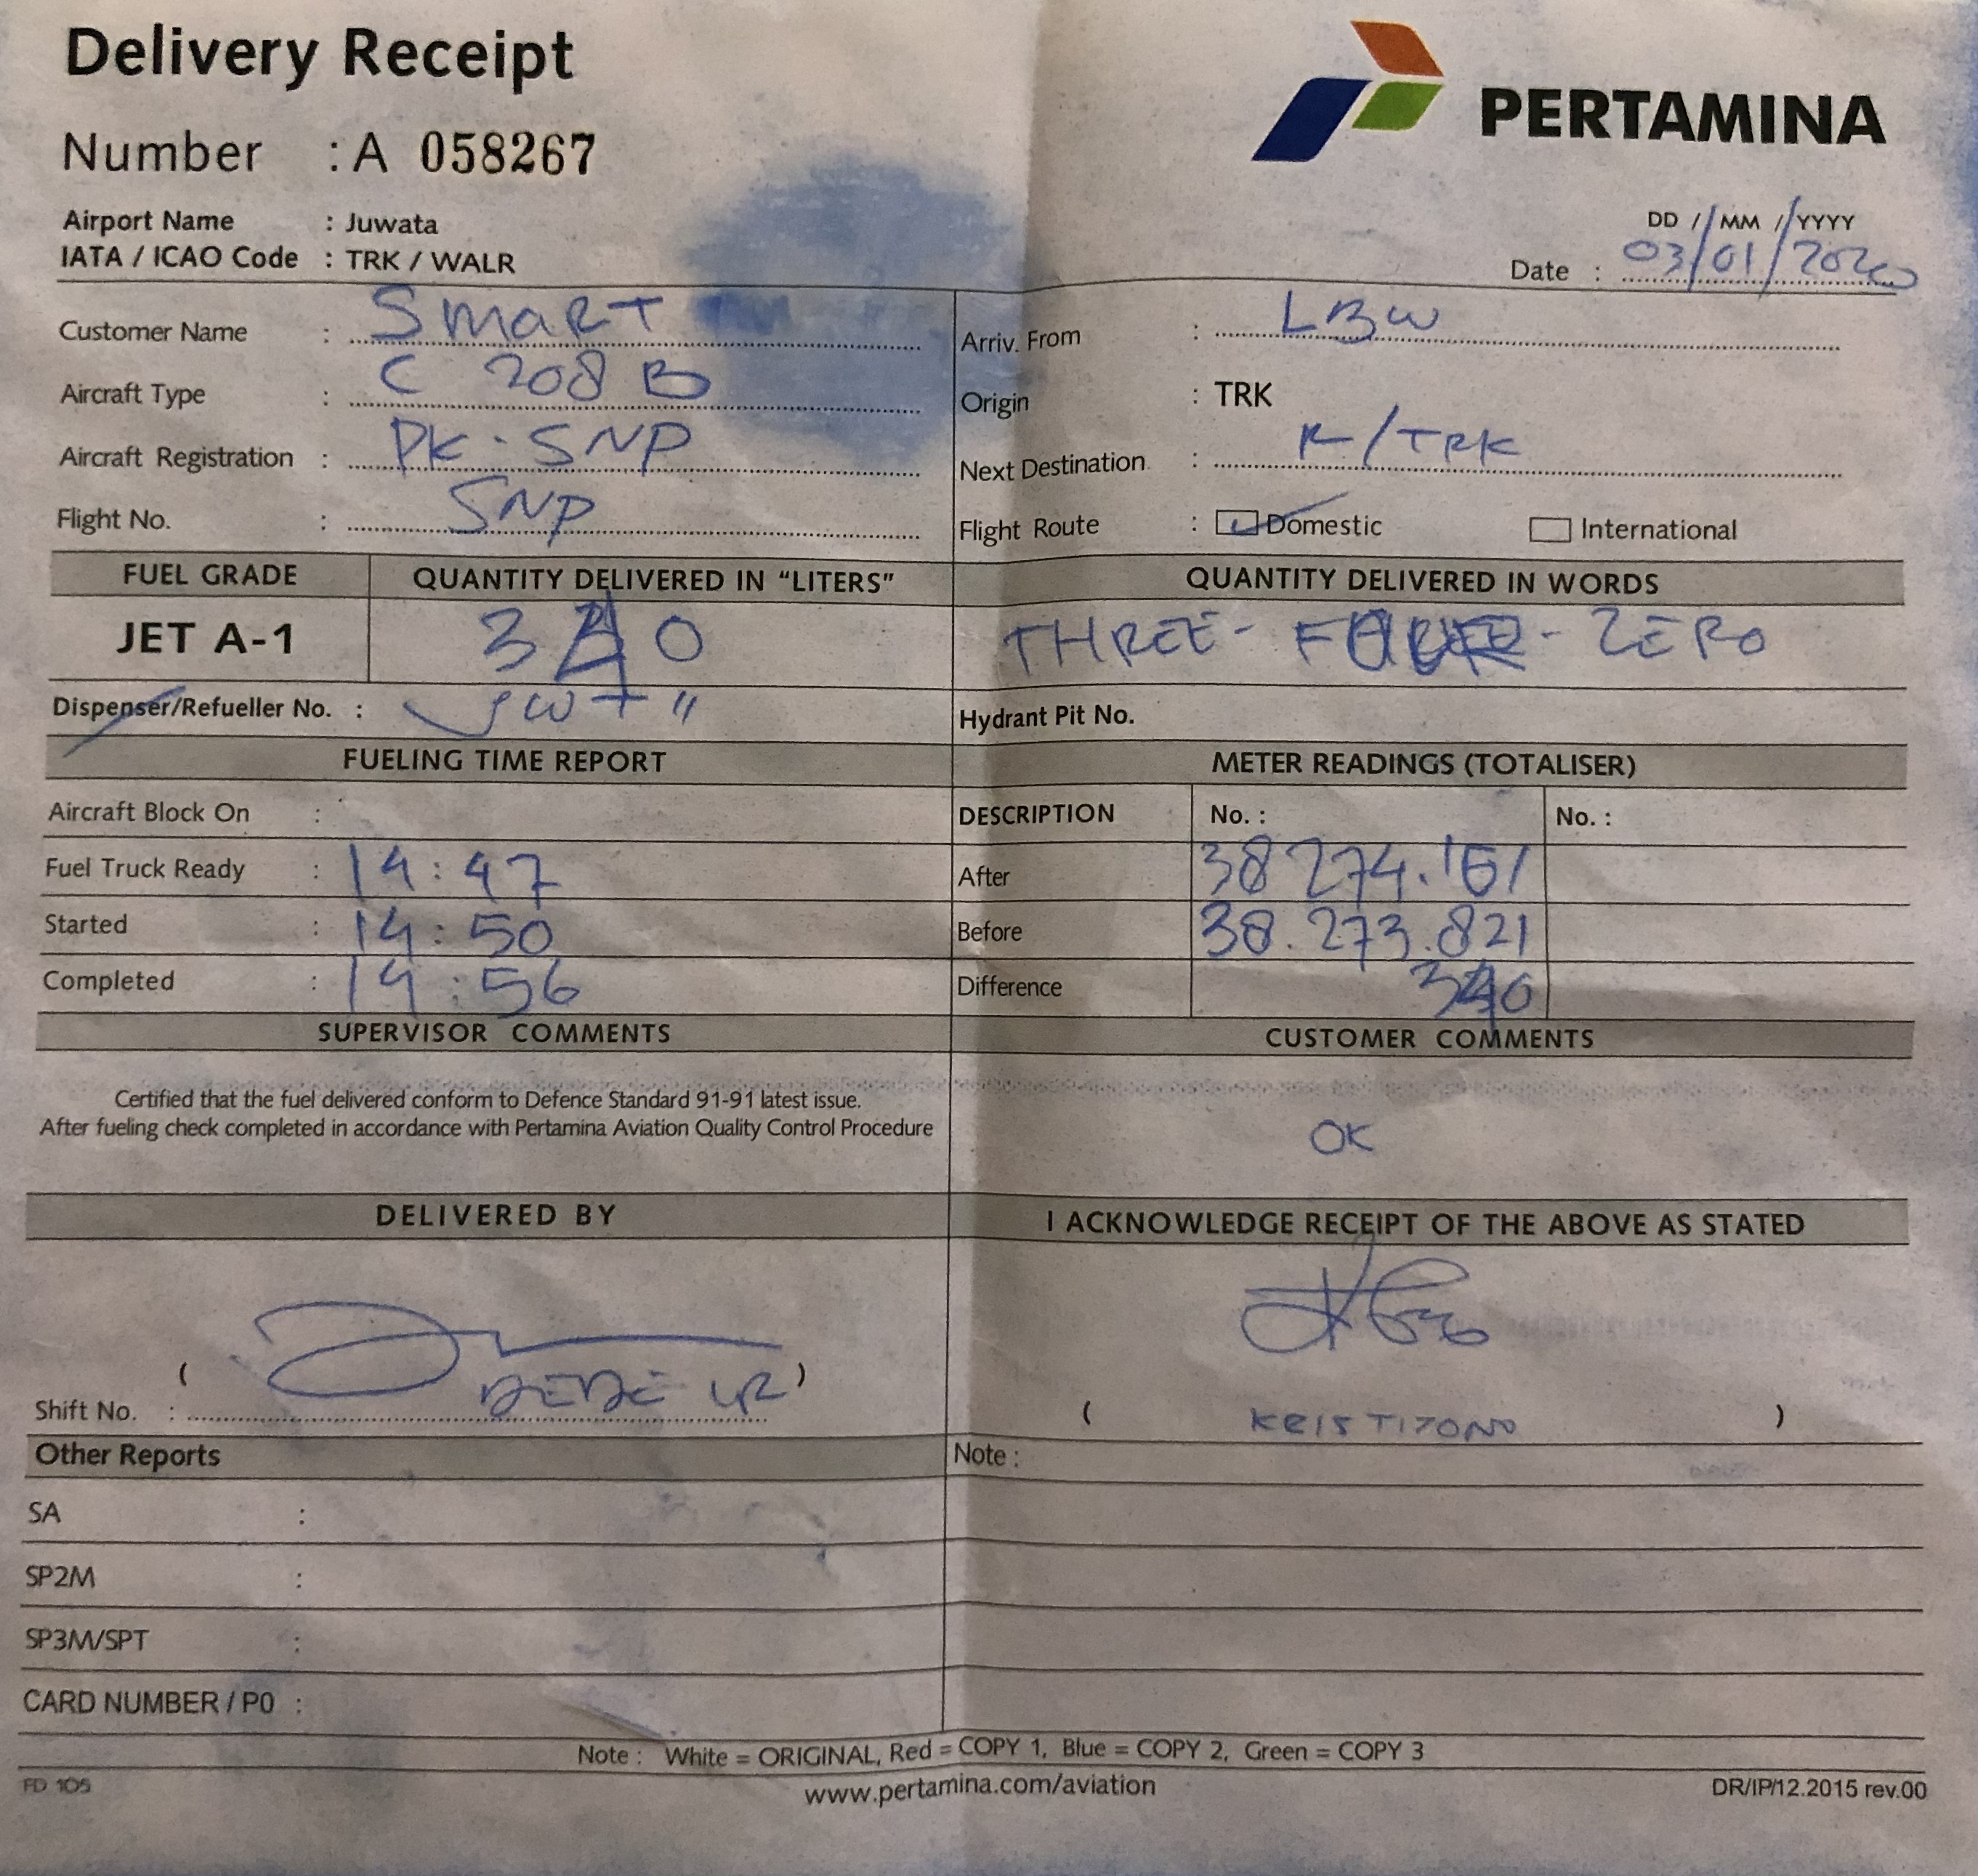 Delivery Receipt
PERTAMINA
Number : A 058267
Airport Name : Juwata
IATA / ICAO Code : TRK / WALR
DD / MM / YYYY
Date : 03/01/2020
Customer Name : SMART
Arriv. From : LBW
Aircraft Type : C 208 B
Origin : TRK
Aircraft Registration : PK-SNP
Next Destination : R/TRK
Flight No. : SNP
Flight Route : Domestic International
FUEL GRADE QUANTITY DELIVERED IN "LITERS" QUANTITY DELIVERED IN WORDS
JET A-1 340 THREE - FOUR - ZERO
Dispenser/Refueller No. :
Hydrant Pit No.
FUELING TIME REPORT METER READINGS (TOTALISER)
Aircraft Block On :
DESCRIPTION No. : No. :
Fuel Truck Ready : 14:47
After 38 274.161
Started : 14:50
Before 38.273.821
Completed : 14:56
Difference 340
SUPERVISOR COMMENTS CUSTOMER COMMENTS
Certified that the fuel delivered conform to Defence Standard 91-91 latest issue.
After fueling check completed in accordance with Pertamina Aviation Quality Control Procedure
OK
DELIVERED BY I ACKNOWLEDGE RECEIPT OF THE ABOVE AS STATED
( DEDE )
Shift No. :
( KRISTIYONO )
Other Reports Note :
SA :
SP2M :
SP3M/SPT :
CARD NUMBER / P0 :
Note : White = ORIGINAL, Red = COPY 1, Blue = COPY 2, Green = COPY 3
FD 105
www.pertamina.com/aviation
DR/IP/12.2015 rev.00